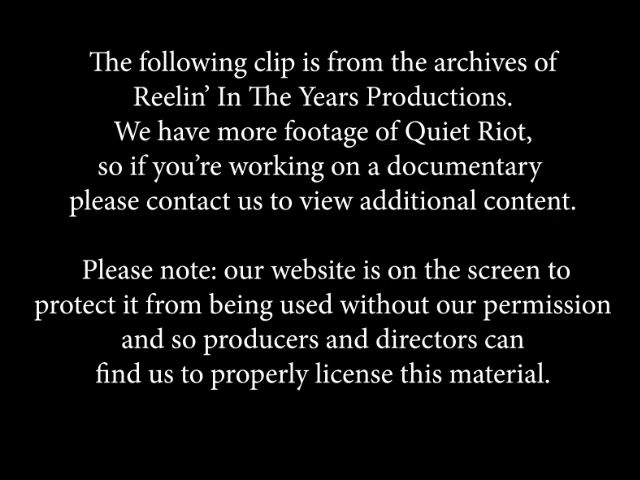 The following clip is from the archives of
Reelin’ In The Years Productions.
We have more footage of Quiet Riot,
so if you’re working on a documentary
please contact us to view additional content.
Please note: our website is on the screen to
protect it from being used without our permission
and so producers and directors can
find us to properly license this material.